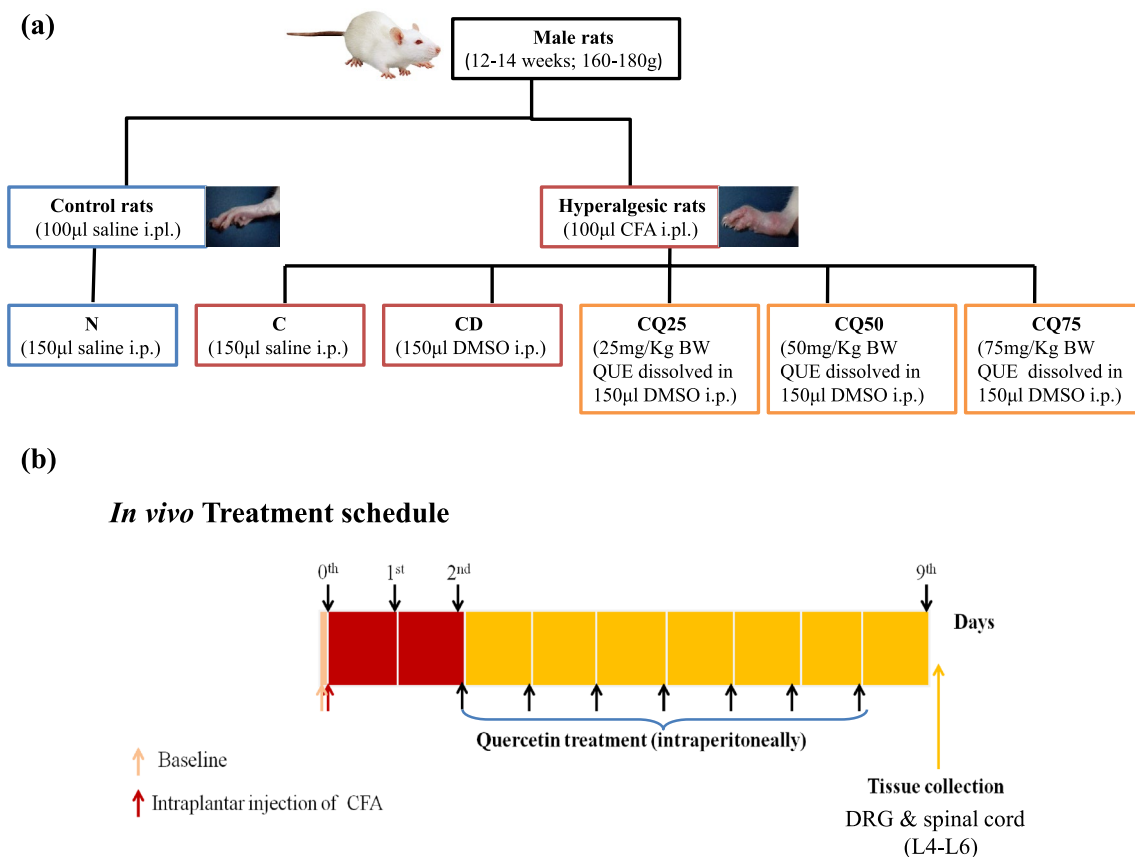 (a)
Male rats
(12-14 weeks; 160-180g)
Control rats
(100µl saline i.pl.)
Hyperalgesic rats
(100µl CFA i.pl.)
N
(150µl saline i.p.)
C
(150µl saline i.p.)
CD
(150µl DMSO i.p.)
CQ25
(25mg/Kg BW
QUE dissolved in
150µl DMSO i.p.)
CQ50
(50mg/Kg BW
QUE dissolved in
150µl DMSO i.p.)
CQ75
(75mg/Kg BW
QUE dissolved in
150µl DMSO i.p.)
(b)
In vivo Treatment schedule
0th 1st 2nd 9th
Days
Quercetin treatment (intraperitoneally)
Baseline
Intraplantar injection of CFA
Tissue collection
DRG & spinal cord
(L4-L6)